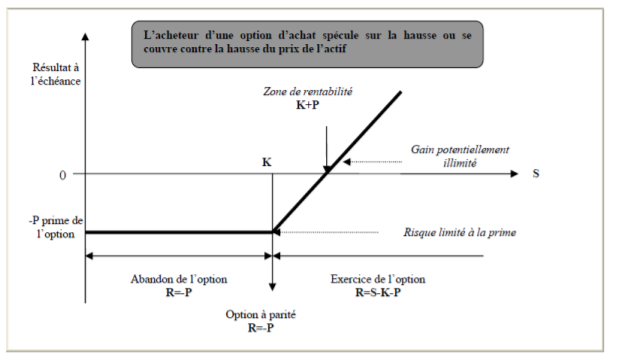 L'acheteur d'une option d'achat spécule sur la hausse ou se
couvre contre la hausse du prix de l'actif
Résultat à
l'échéance
Zone de rentabilité
K+P
Gain potentiellement
illimité
K
0
S
-P prime de
l'option
Risque limité à la prime
Abandon de l'option
R=-P
Exercice de l'option
R=S-K-P
Option à parité
R=-P